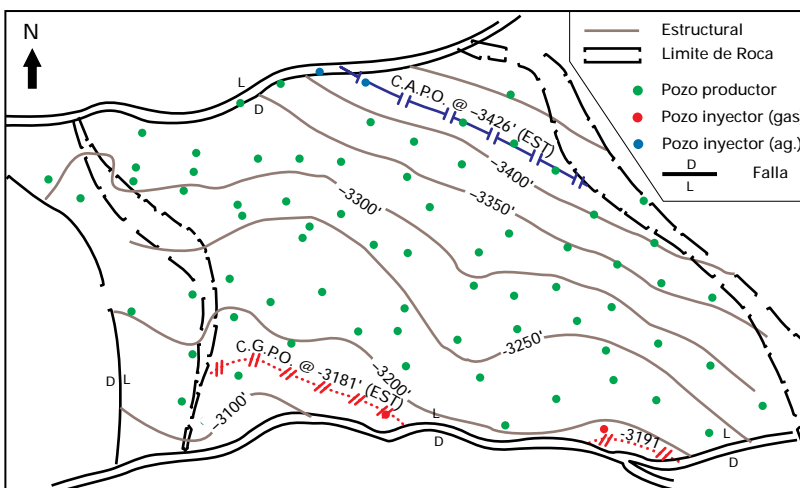 N
Estructural
Limite de Roca
Pozo productor
Pozo inyector (gas
Pozo inyector (ag.)
D
L
Falla
L
D
C.A.P.O. @ -3426' (EST)
-3400'
-3350'
-3300'
-3250'
-3200'
C.G.P.O. @ -3181' (EST)
-3100'
D L
L
D
-3191
L
D